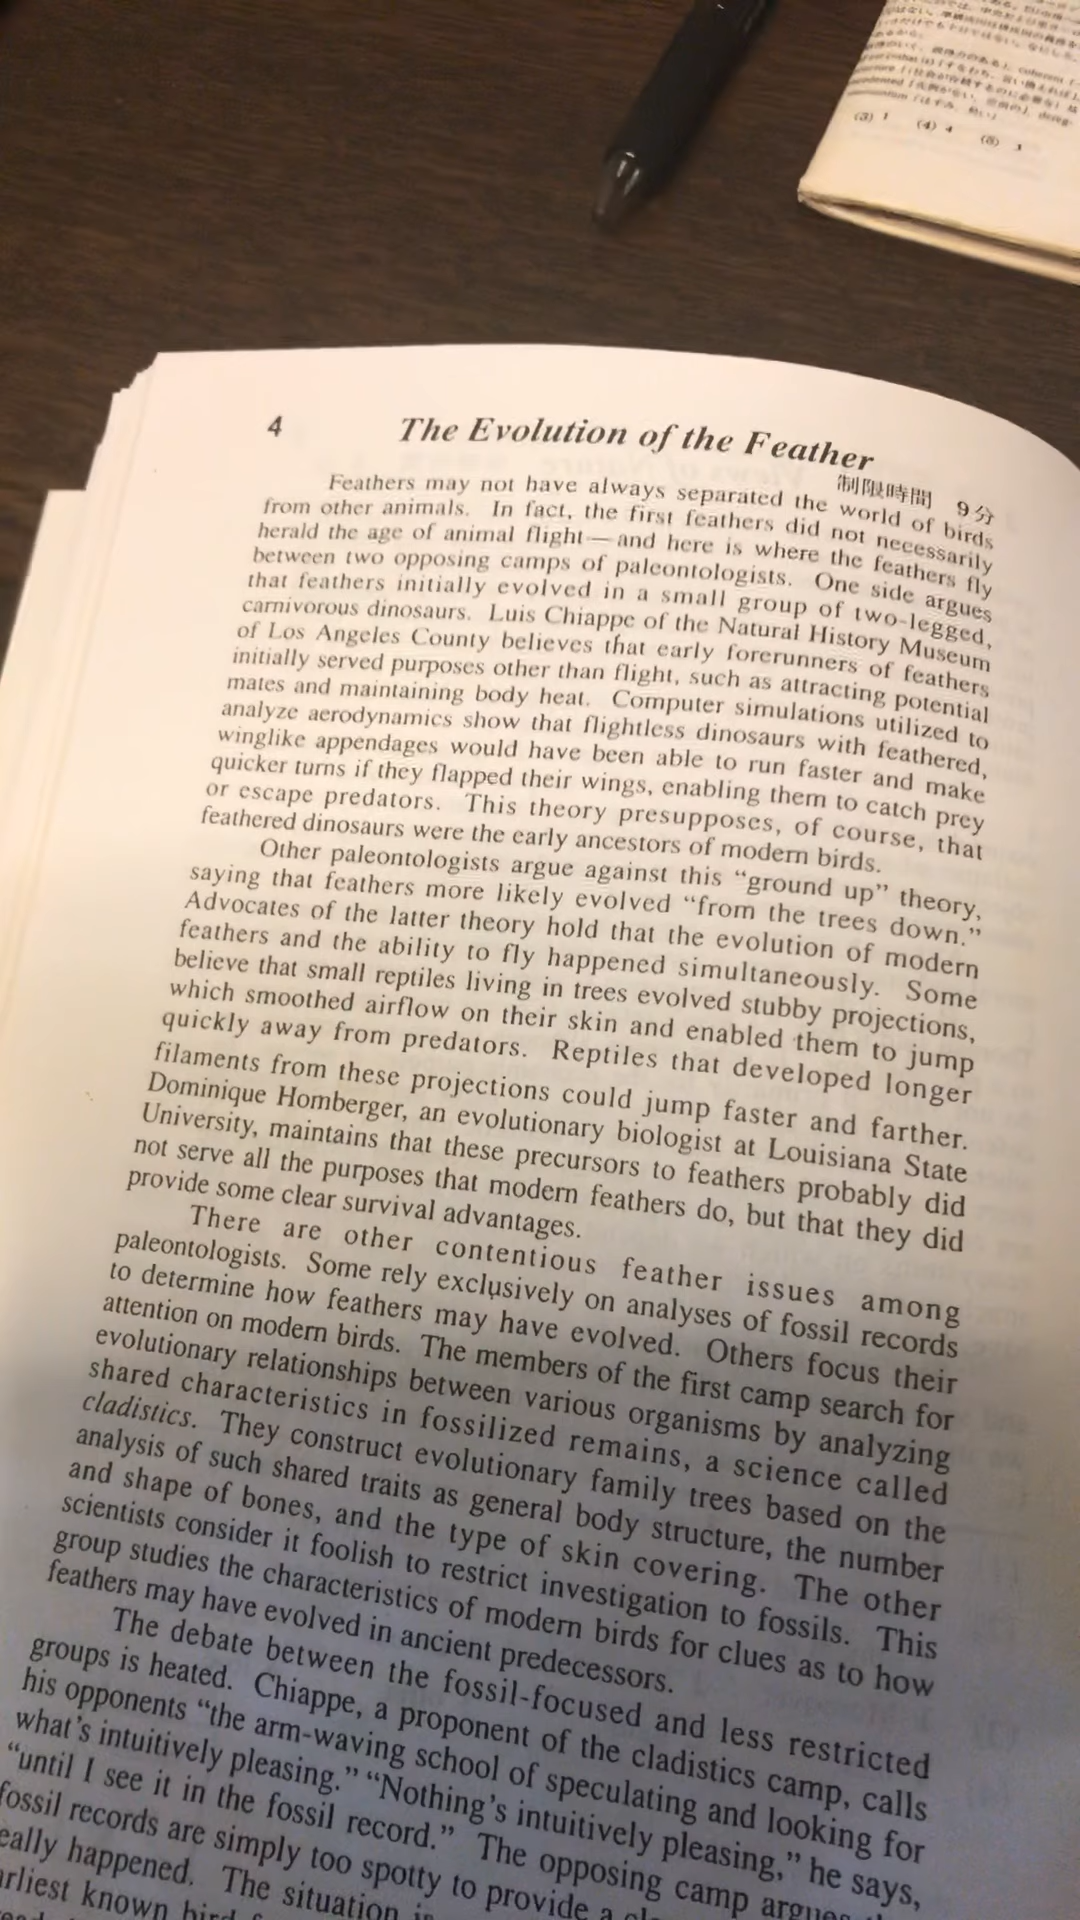 (3) 1 (4) 4 (5) 3
4 The Evolution of the Feather
制限時間 9分
Feathers may not have always separated the world of birds
from other animals. In fact, the first feathers did not necessarily
herald the age of animal flight—and here is where the feathers fly
between two opposing camps of paleontologists. One side argues
that feathers initially evolved in a small group of two-legged,
carnivorous dinosaurs. Luis Chiappe of the Natural History Museum
of Los Angeles County believes that early forerunners of feathers
initially served purposes other than flight, such as attracting potential
mates and maintaining body heat. Computer simulations utilized to
analyze aerodynamics show that flightless dinosaurs with feathered,
winglike appendages would have been able to run faster and make
quicker turns if they flapped their wings, enabling them to catch prey
or escape predators. This theory presupposes, of course, that
feathered dinosaurs were the early ancestors of modern birds.
Other paleontologists argue against this “ground up” theory,
saying that feathers more likely evolved “from the trees down.”
Advocates of the latter theory hold that the evolution of modern
feathers and the ability to fly happened simultaneously. Some
believe that small reptiles living in trees evolved stubby projections,
which smoothed airflow on their skin and enabled them to jump
quickly away from predators. Reptiles that developed longer
filaments from these projections could jump faster and farther.
Dominique Homberger, an evolutionary biologist at Louisiana State
University, maintains that these precursors to feathers probably did
not serve all the purposes that modern feathers do, but that they did
provide some clear survival advantages.
There are other contentious feather issues among
paleontologists. Some rely exclusively on analyses of fossil records
to determine how feathers may have evolved. Others focus their
attention on modern birds. The members of the first camp search for
evolutionary relationships between various organisms by analyzing
shared characteristics in fossilized remains, a science called
cladistics. They construct evolutionary family trees based on the
analysis of such shared traits as general body structure, the number
and shape of bones, and the type of skin covering. The other
scientists consider it foolish to restrict investigation to fossils. This
group studies the characteristics of modern birds for clues as to how
feathers may have evolved in ancient predecessors.
The debate between the fossil-focused and less restricted
groups is heated. Chiappe, a proponent of the cladistics camp, calls
his opponents “the arm-waving school of speculating and looking for
what’s intuitively pleasing.” “Nothing’s intuitively pleasing,” he says,
“until I see it in the fossil record.” The opposing camp argues
fossil records are simply too spotty to provide a
eally happened. The situation
arliest known bird